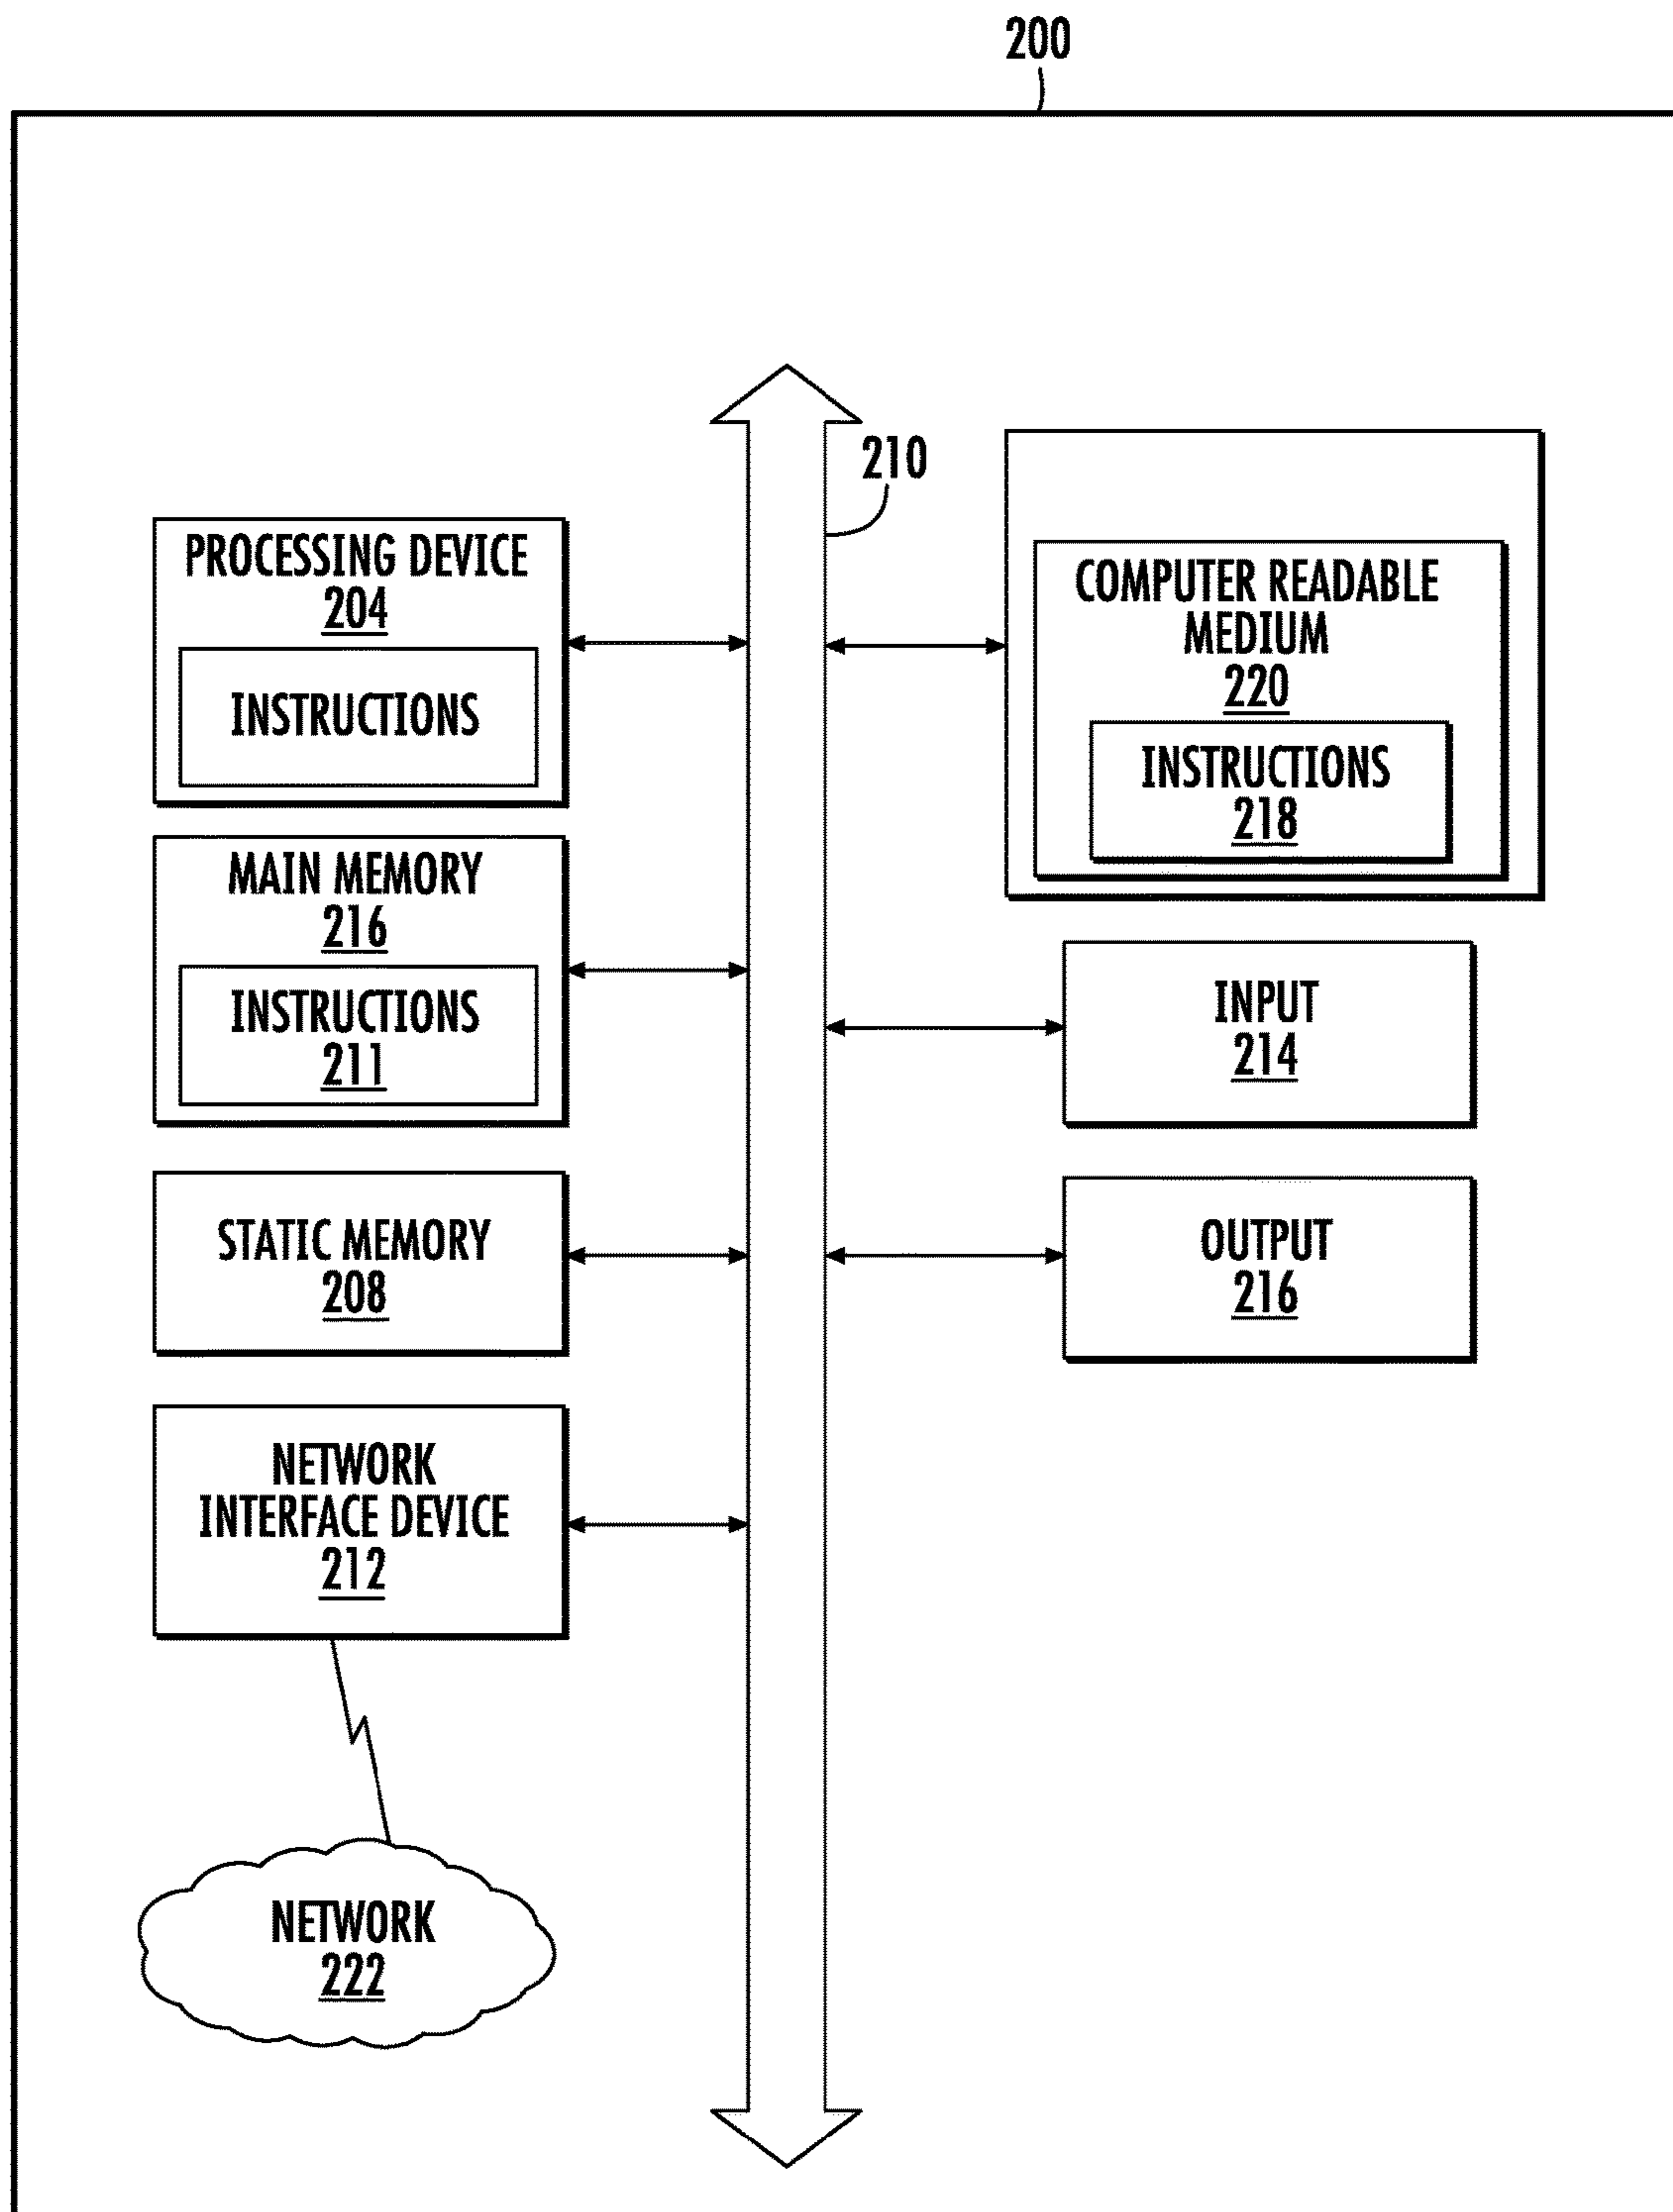 200
210
PROCESSING DEVICE
204
INSTRUCTIONS
MAIN MEMORY
216
INSTRUCTIONS
211
STATIC MEMORY
208
NETWORK
INTERFACE DEVICE
212
NETWORK
222
COMPUTER READABLE
MEDIUM
220
INSTRUCTIONS
218
INPUT
214
OUTPUT
216